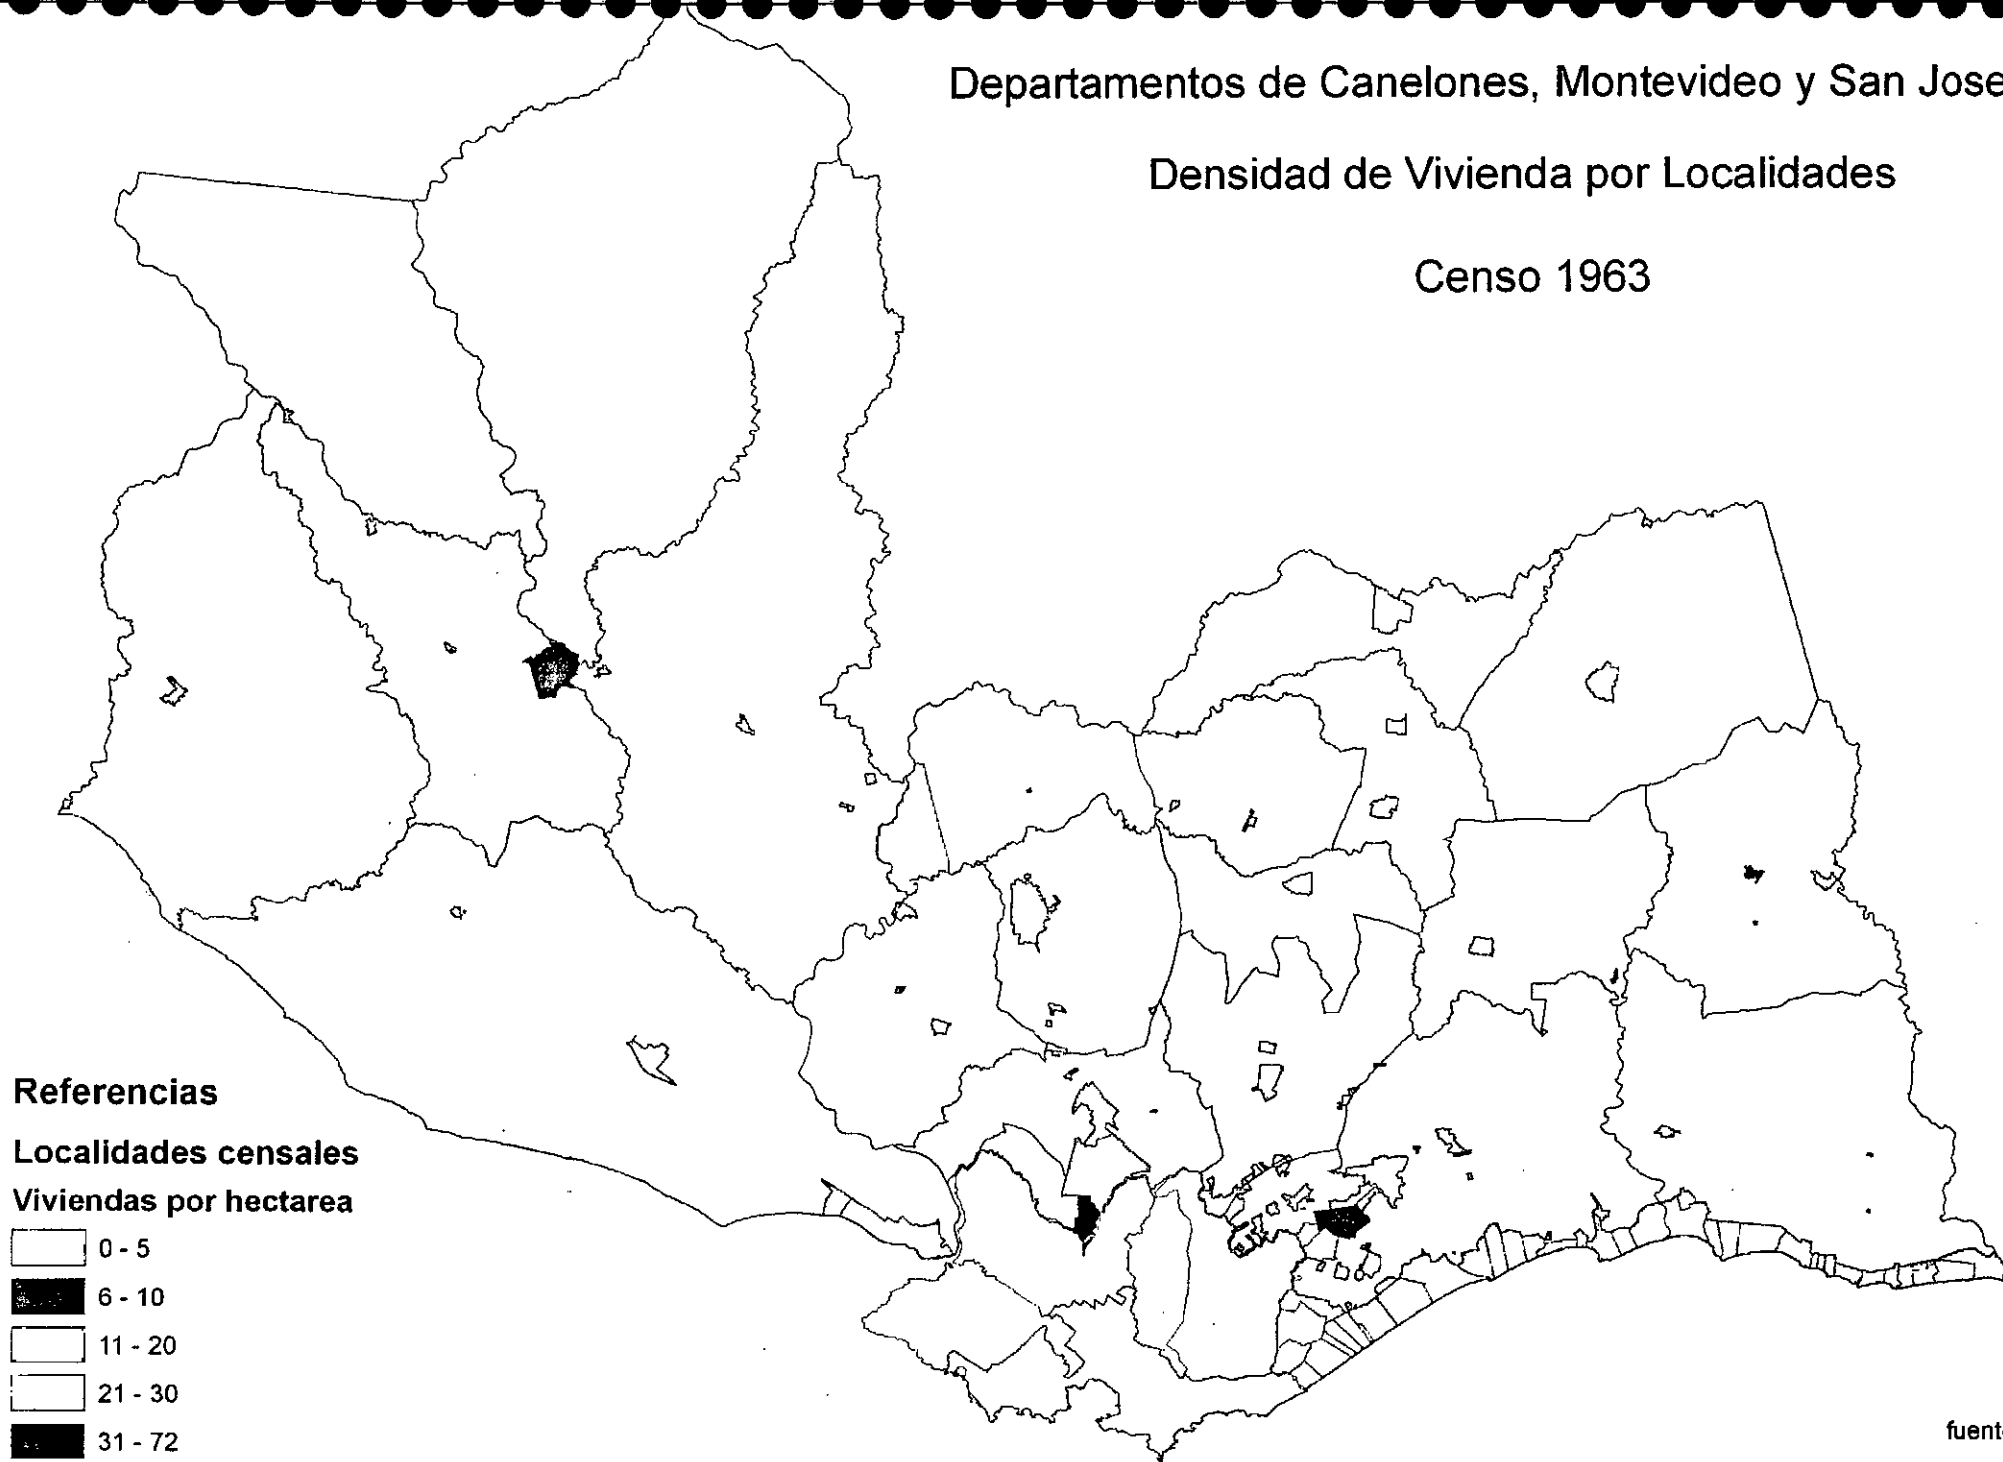 Departamentos de Canelones, Montevideo y San Jose
Densidad de Vivienda por Localidades
Censo 1963
Referencias
Localidades censales
Viviendas por hectarea
0 - 5
6 - 10
11 - 20
21 - 30
31 - 72
fuent